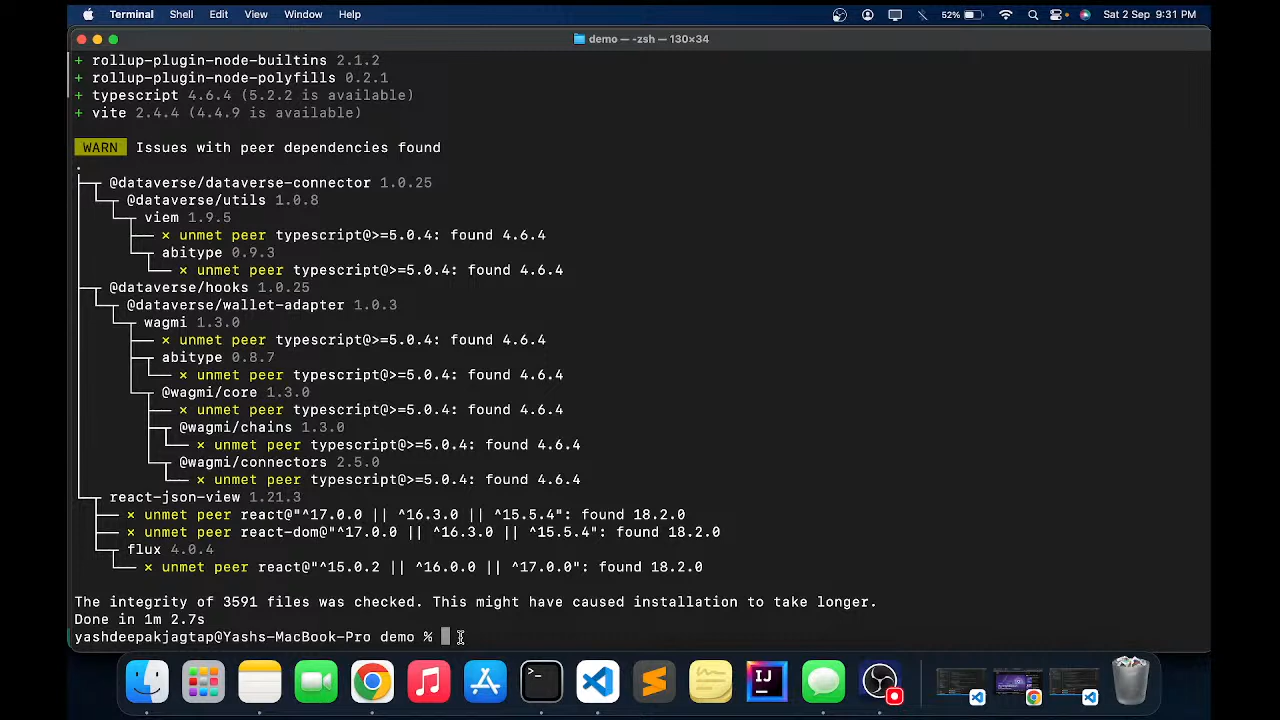 Terminal Shell Edit View Window Help 52% Sat 2 Sep 9:31 PM
demo — -zsh — 130×34
+ rollup-plugin-node-builtins 2.1.2
+ rollup-plugin-node-polyfills 0.2.1
+ typescript 4.6.4 (5.2.2 is available)
+ vite 2.4.4 (4.4.9 is available)
WARN Issues with peer dependencies found
.
├─┬ @dataverse/dataverse-connector 1.0.25
│ └─┬ @dataverse/utils 1.0.8
│   └─┬ viem 1.9.5
│     ├── ✕ unmet peer typescript@>=5.0.4: found 4.6.4
│     └─┬ abitype 0.9.3
│       └── ✕ unmet peer typescript@>=5.0.4: found 4.6.4
├─┬ @dataverse/hooks 1.0.25
│ └─┬ @dataverse/wallet-adapter 1.0.3
│   └─┬ wagmi 1.3.0
│     ├── ✕ unmet peer typescript@>=5.0.4: found 4.6.4
│     ├─┬ abitype 0.8.7
│     │ └── ✕ unmet peer typescript@>=5.0.4: found 4.6.4
│     └─┬ @wagmi/core 1.3.0
│       ├── ✕ unmet peer typescript@>=5.0.4: found 4.6.4
│       ├─┬ @wagmi/chains 1.3.0
│       │ └── ✕ unmet peer typescript@>=5.0.4: found 4.6.4
│       └─┬ @wagmi/connectors 2.5.0
│         └── ✕ unmet peer typescript@>=5.0.4: found 4.6.4
└─┬ react-json-view 1.21.3
  ├── ✕ unmet peer react@"^17.0.0 || ^16.3.0 || ^15.5.4": found 18.2.0
  ├── ✕ unmet peer react-dom@"^17.0.0 || ^16.3.0 || ^15.5.4": found 18.2.0
  └─┬ flux 4.0.4
    └── ✕ unmet peer react@"^15.0.2 || ^16.0.0 || ^17.0.0": found 18.2.0
The integrity of 3591 files was checked. This might have caused installation to take longer.
Done in 1m 2.7s
yashdeepakjagtap@Yashs-MacBook-Pro demo %